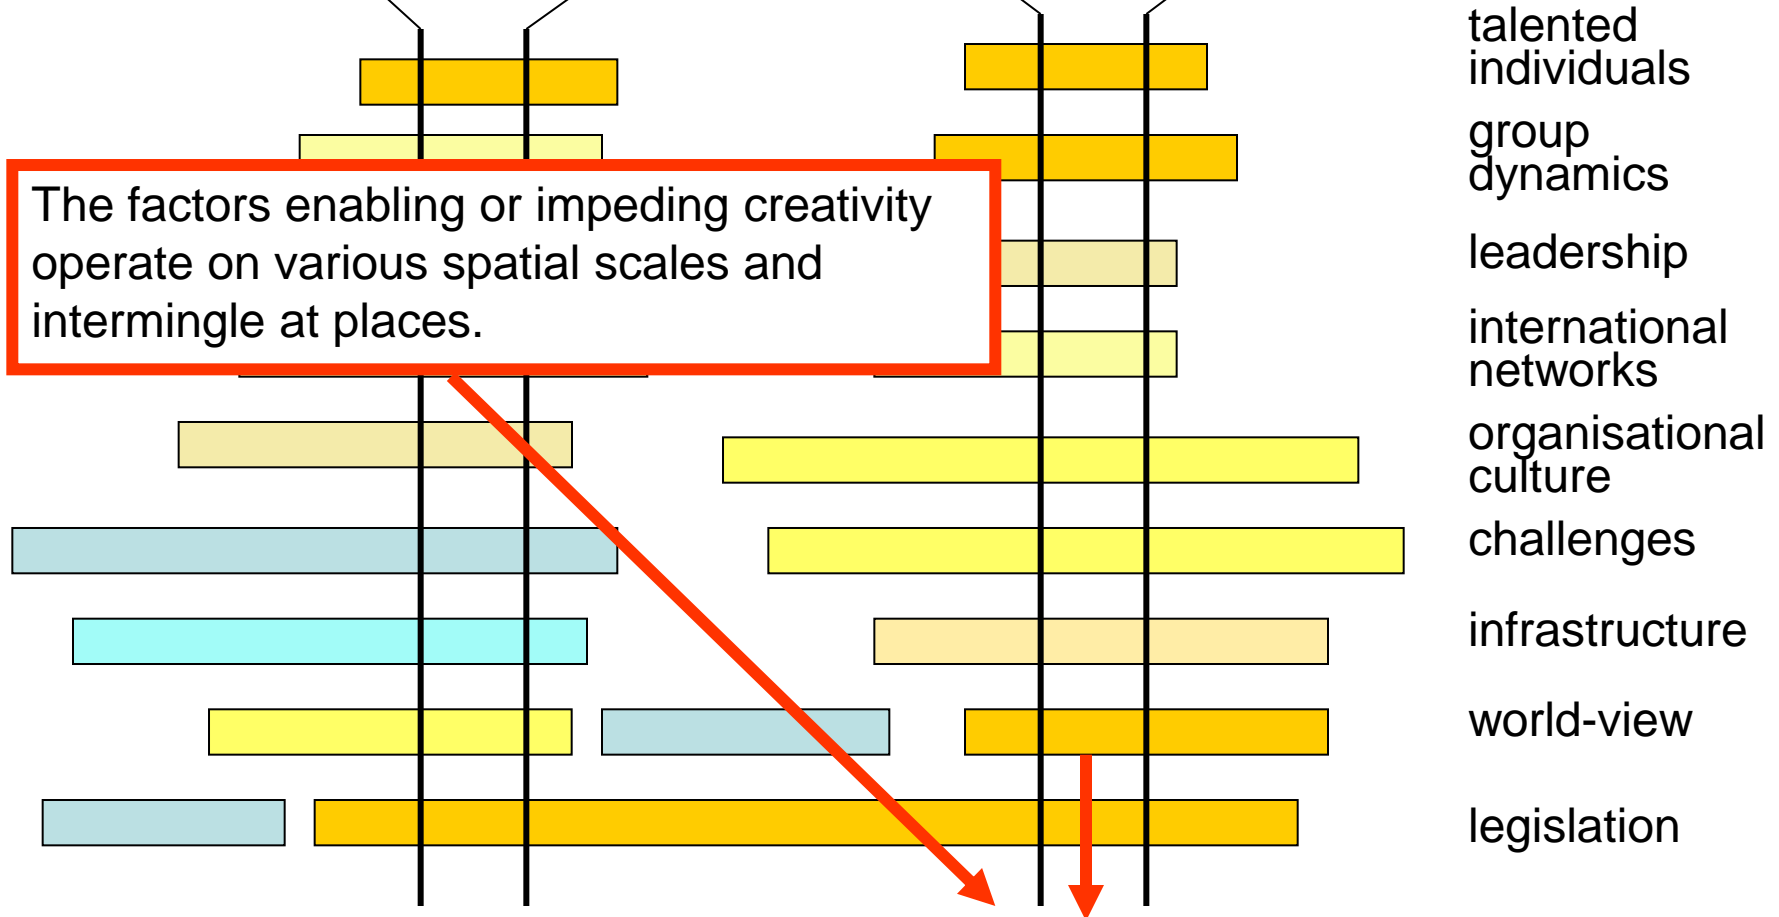 talented
individuals
group
dynamics
The factors enabling or impeding creativity
operate on various spatial scales and
intermingle at places.
leadership
international
networks
organisational
culture
challenges
infrastructure
world-view
legislation